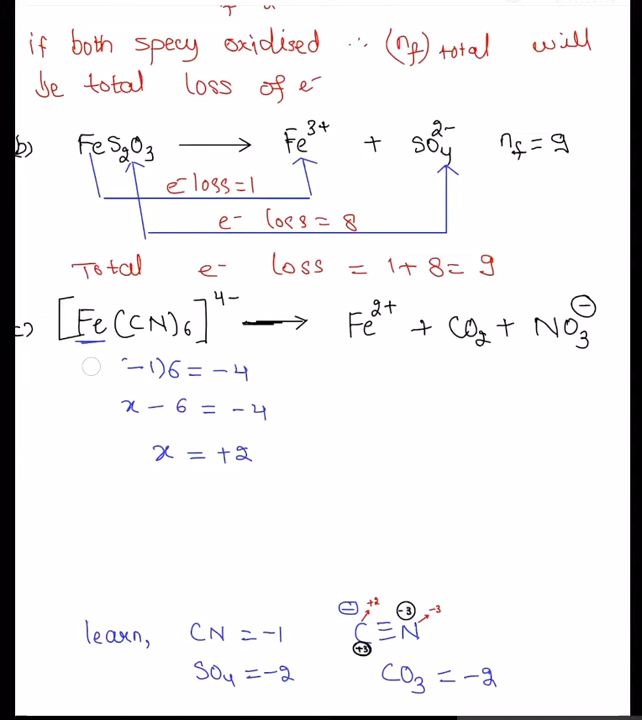 if both specy oxidised ∴ (nf) total will
be total loss of e-
b) FeS2O3 → Fe3+ + SO4 2- nf = 9
e- loss = 1
e- loss = 8
Total e- loss = 1+8 = 9
c) [Fe(CN)6]4- → Fe2+ + CO2 + NO3 -
-1)6 = -4
x - 6 = -4
x = +2
- +2 -3 -3
learn, CN = -1 C≡N
+3
SO4 = -2 CO3 = -2